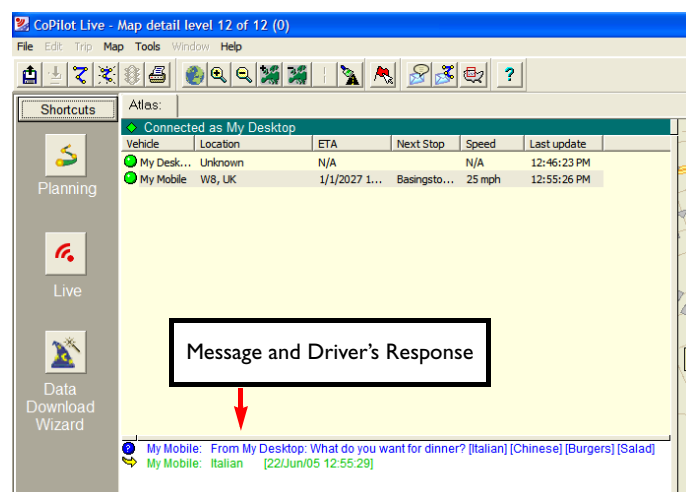 CoPilot Live - Map detail level 12 of 12 (0)
File Edit Trip Map Tools Window Help
Shortcuts
Atlas:
Connected as My Desktop
Vehicle Location ETA Next Stop Speed Last update
My Desk... Unknown N/A N/A 12:46:23 PM
My Mobile W8, UK 1/1/2027 1... Basingsto... 25 mph 12:55:26 PM
Planning
Live
Data
Download
Wizard
Message and Driver's Response
My Mobile: From My Desktop: What do you want for dinner? [Italian] [Chinese] [Burgers] [Salad]
My Mobile: Italian [22/Jun/05 12:55:29]